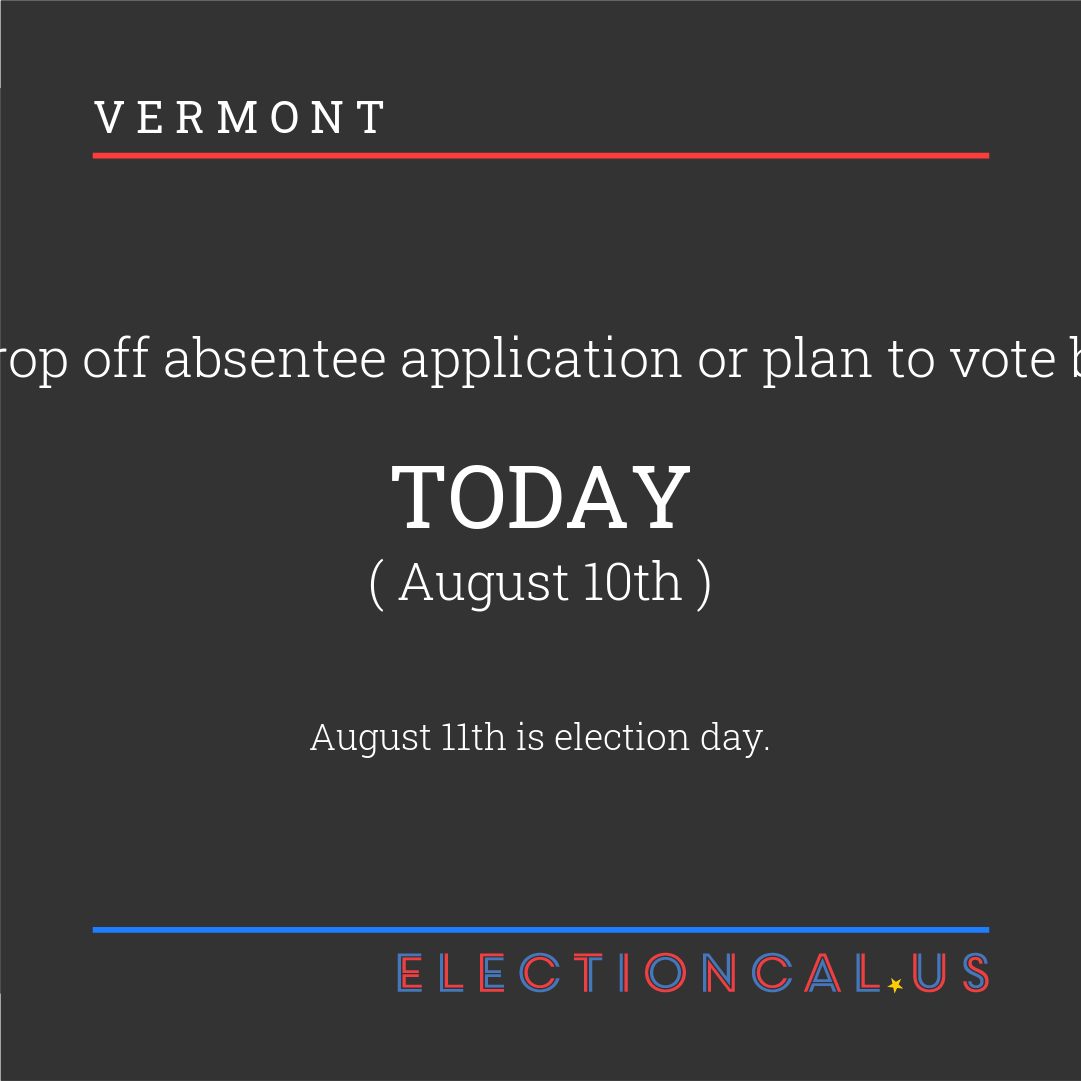 VERMONT
rop off absentee application or plan to vote b
TODAY
( August 10th )
August 11th is election day.
ELECTIONCAL.US